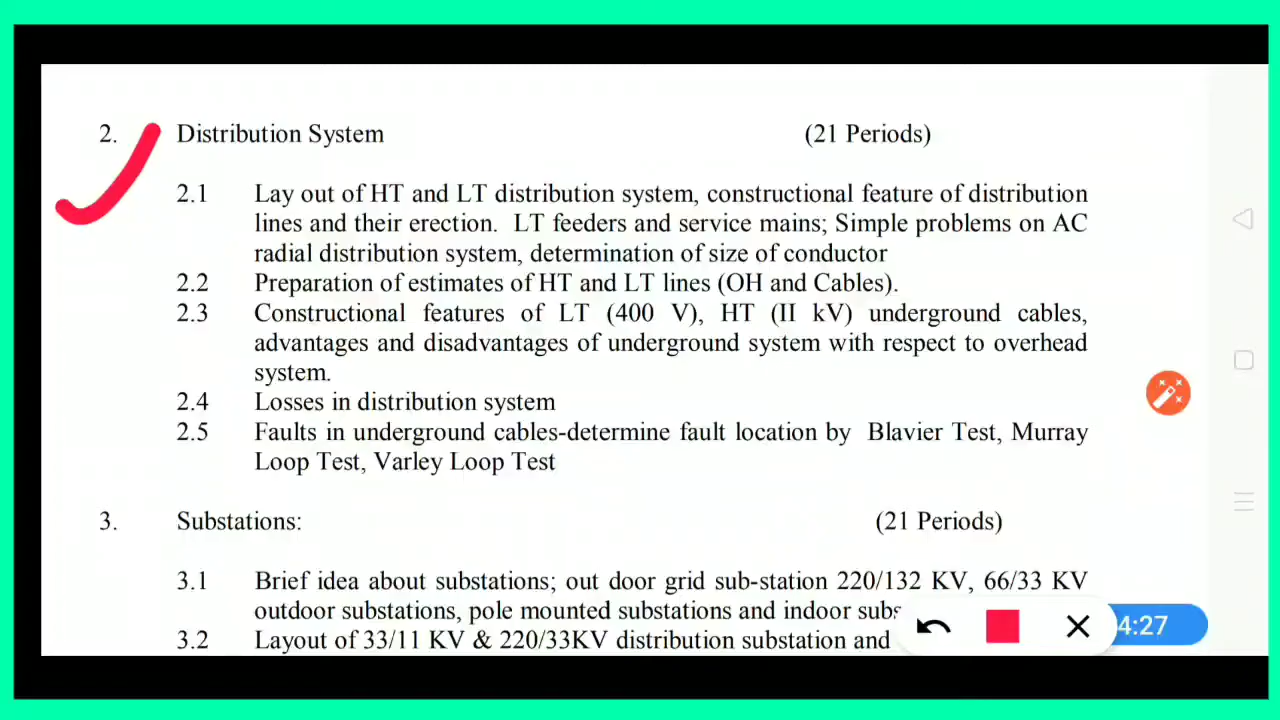 2. Distribution System (21 Periods)
2.1 Lay out of HT and LT distribution system, constructional feature of distribution
lines and their erection. LT feeders and service mains; Simple problems on AC
radial distribution system, determination of size of conductor
2.2 Preparation of estimates of HT and LT lines (OH and Cables).
2.3 Constructional features of LT (400 V), HT (II kV) underground cables,
advantages and disadvantages of underground system with respect to overhead
system.
2.4 Losses in distribution system
2.5 Faults in underground cables-determine fault location by Blavier Test, Murray
Loop Test, Varley Loop Test
3. Substations: (21 Periods)
3.1 Brief idea about substations; out door grid sub-station 220/132 KV, 66/33 KV
outdoor substations, pole mounted substations and indoor subs
3.2 Layout of 33/11 KV & 220/33KV distribution substation and
4:27